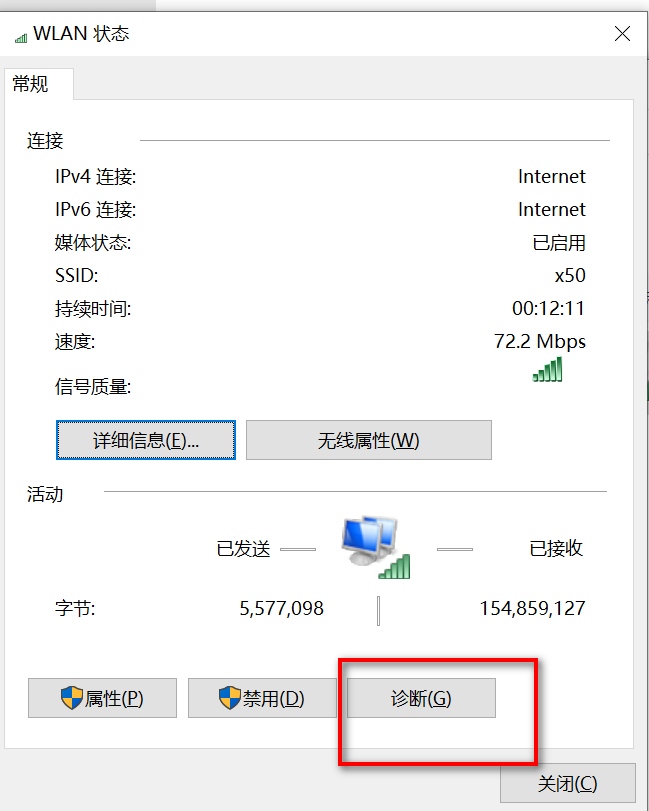 WLAN 状态
常规
连接
IPv4 连接: Internet
IPv6 连接: Internet
媒体状态: 已启用
SSID: x50
持续时间: 00:12:11
速度: 72.2 Mbps
信号质量:
详细信息(E)... 无线属性(W)
活动
已发送 已接收
字节: 5,577,098 154,859,127
属性(P) 禁用(D) 诊断(G)
关闭(C)